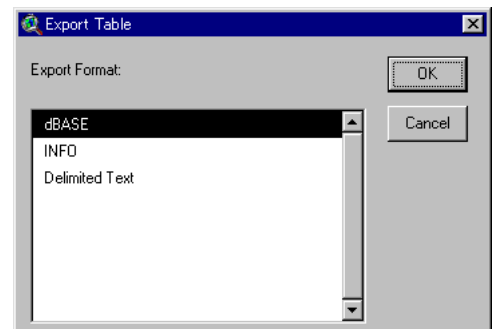 Export Table
Export Format:
OK
Cancel
dBASE
INFO
Delimited Text